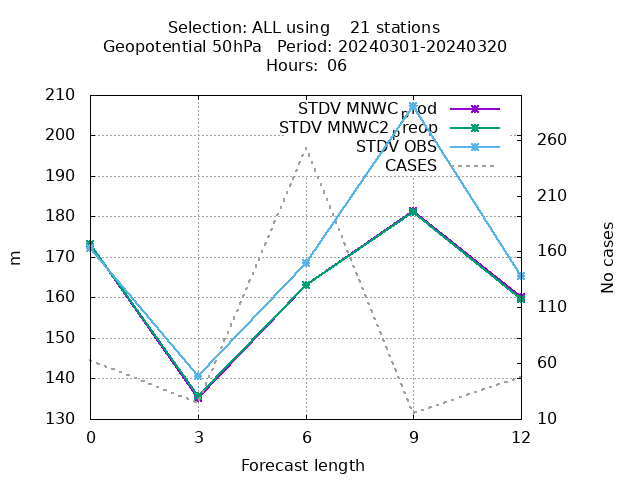 Selection: ALL using 21 stations
Geopotential 50hPa Period: 20240301-20240320
Hours: 06
STDV MNWC_prod
STDV MNWC2_preop
STDV OBS
CASES
210
200
190
180
170
160
150
140
130
260
210
160
110
60
10
m
No cases
0 3 6 9 12
Forecast length